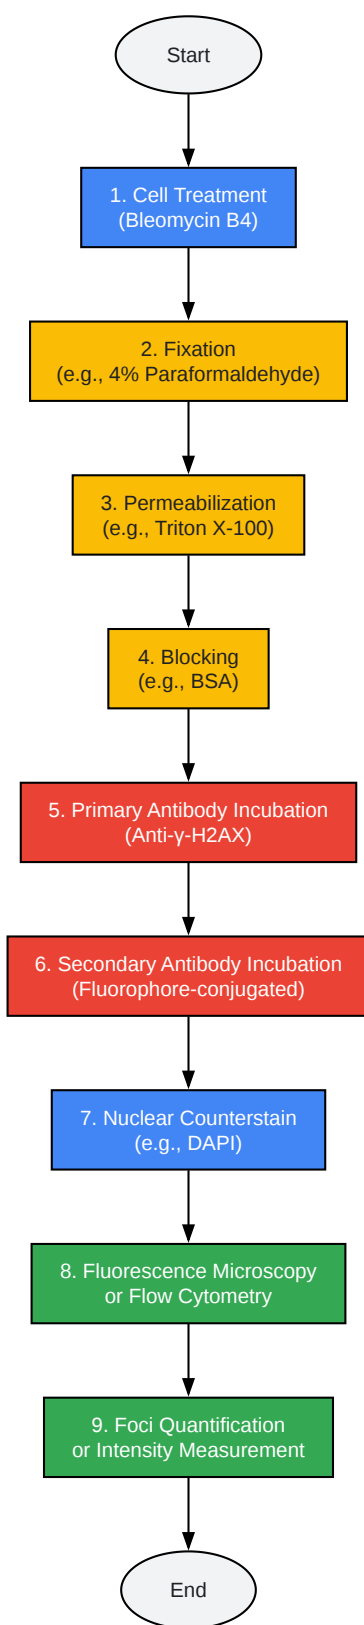 Start
1. Cell Treatment
(Bleomycin B4)
2. Fixation
(e.g., 4% Paraformaldehyde)
3. Permeabilization
(e.g., Triton X-100)
4. Blocking
(e.g., BSA)
5. Primary Antibody Incubation
(Anti-γ-H2AX)
6. Secondary Antibody Incubation
(Fluorophore-conjugated)
7. Nuclear Counterstain
(e.g., DAPI)
8. Fluorescence Microscopy
or Flow Cytometry
9. Foci Quantification
or Intensity Measurement
End